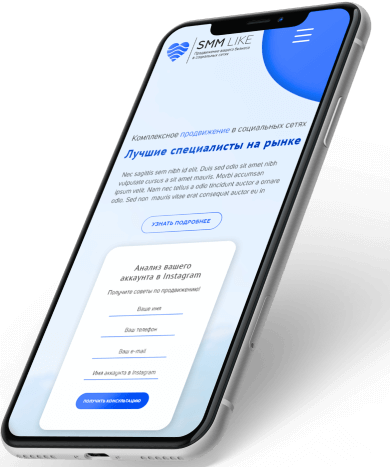 SMM LIKE
Продвижение вашего бизнеса
в социальных сетях
Комплексное продвижение в социальных сетях
Лучшие специалисты на рынке
Nec sagittis sem nibh id elit. Duis sed odio sit amet nibh
vulputate cursus a sit amet mauris. Morbi accumsan
ipsum velit. Nam nec tellus a odio tincidunt auctor a ornare
odio. Sed non mauris vitae erat consequat auctor eu in
УЗНАТЬ ПОДРОБНЕЕ
Анализ вашего
аккаунта в Instagram
Получите советы по продвижению!
Ваше имя
Ваш телефон
Ваш e-mail
Имя аккаунта в Instagram
ПОЛУЧИТЬ КОНСУЛЬТАЦИЮ